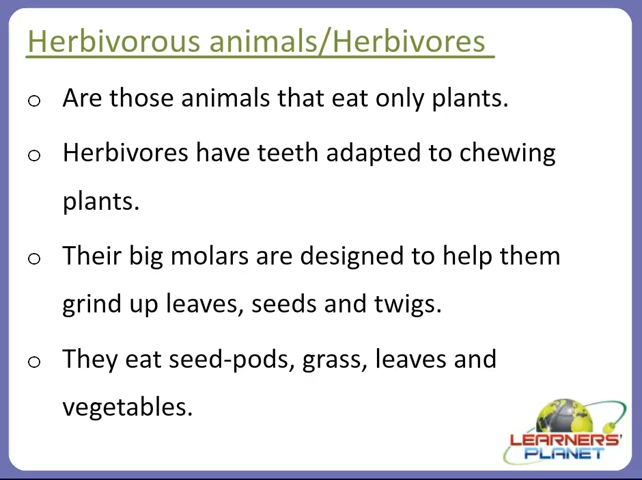 Herbivorous animals/Herbivores
o Are those animals that eat only plants.
o Herbivores have teeth adapted to chewing
plants.
o Their big molars are designed to help them
grind up leaves, seeds and twigs.
o They eat seed-pods, grass, leaves and
vegetables.
LEARNERS'
PLANET